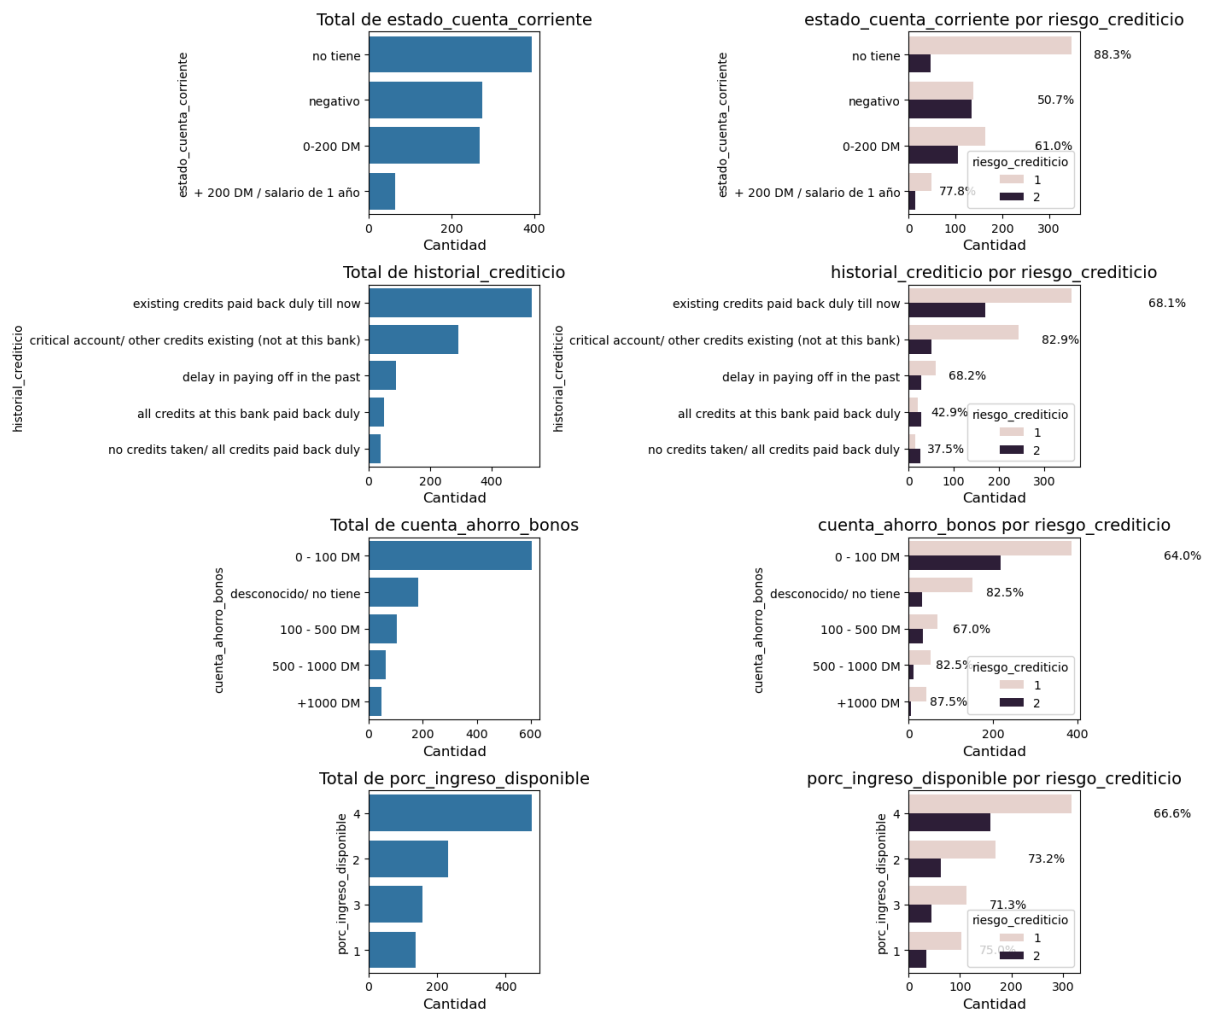 Total de estado_cuenta_corriente
estado_cuenta_corriente
no tiene
negativo
0-200 DM
+ 200 DM / salario de 1 año
0 200 400
Cantidad
estado_cuenta_corriente por riesgo_crediticio
estado_cuenta_corriente
no tiene
88.3%
negativo
50.7%
0-200 DM
61.0%
+ 200 DM / salario de 1 año
77.8%
riesgo_crediticio
1
2
0 100 200 300
Cantidad
Total de historial_crediticio
historial_crediticio
existing credits paid back duly till now
critical account/ other credits existing (not at this bank)
delay in paying off in the past
all credits at this bank paid back duly
no credits taken/ all credits paid back duly
0 200 400
Cantidad
historial_crediticio por riesgo_crediticio
historial_crediticio
existing credits paid back duly till now
68.1%
critical account/ other credits existing (not at this bank)
82.9%
delay in paying off in the past
68.2%
all credits at this bank paid back duly
42.9%
no credits taken/ all credits paid back duly
37.5%
riesgo_crediticio
1
2
0 100 200 300
Cantidad
Total de cuenta_ahorro_bonos
cuenta_ahorro_bonos
0 - 100 DM
desconocido/ no tiene
100 - 500 DM
500 - 1000 DM
+1000 DM
0 200 400 600
Cantidad
cuenta_ahorro_bonos por riesgo_crediticio
cuenta_ahorro_bonos
0 - 100 DM
64.0%
desconocido/ no tiene
82.5%
100 - 500 DM
67.0%
500 - 1000 DM
82.5%
+1000 DM
87.5%
riesgo_crediticio
1
2
0 200 400
Cantidad
Total de porc_ingreso_disponible
porc_ingreso_disponible
4
2
3
1
0 200 400
Cantidad
porc_ingreso_disponible por riesgo_crediticio
porc_ingreso_disponible
4
66.6%
2
73.2%
3
71.3%
1
75.0%
riesgo_crediticio
1
2
0 100 200 300
Cantidad